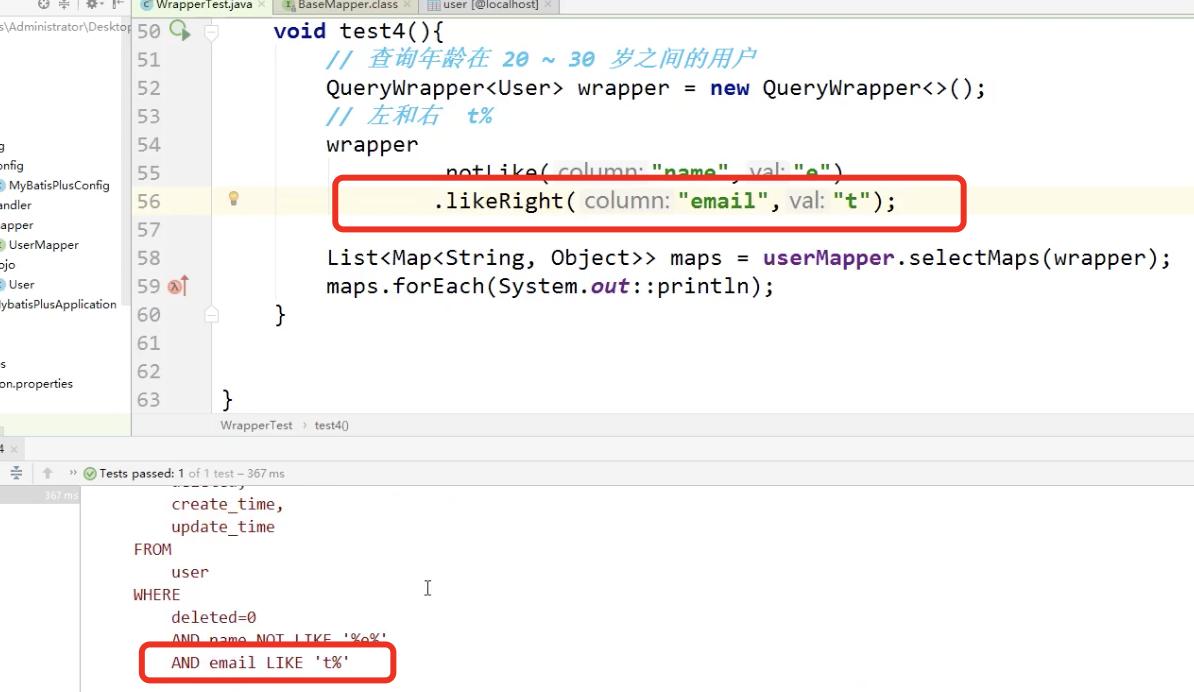 WrapperTest.java
BaseMapper.class
user [@localhost]
s\Administrator\Desktop
50 void test4(){
51 // 查询年龄在 20 ~ 30 岁之间的用户
52 QueryWrapper<User> wrapper = new QueryWrapper<>();
53 // 左和右 t%
54 wrapper
55 .notLike( column: "name", val: "e")
56 .likeRight( column: "email", val: "t");
57
58 List<Map<String, Object>> maps = userMapper.selectMaps(wrapper);
59 maps.forEach(System.out::println);
60 }
61
62
63 }
g
onfig
MyBatisPlusConfig
andler
apper
UserMapper
ojo
User
ybatisPlusApplication
s
on.properties
WrapperTest › test4()
4
Tests passed: 1 of 1 test – 367 ms
367 ms
deleted,
create_time,
update_time
FROM
user
WHERE
deleted=0
AND name NOT LIKE '%e%'
AND email LIKE 't%'